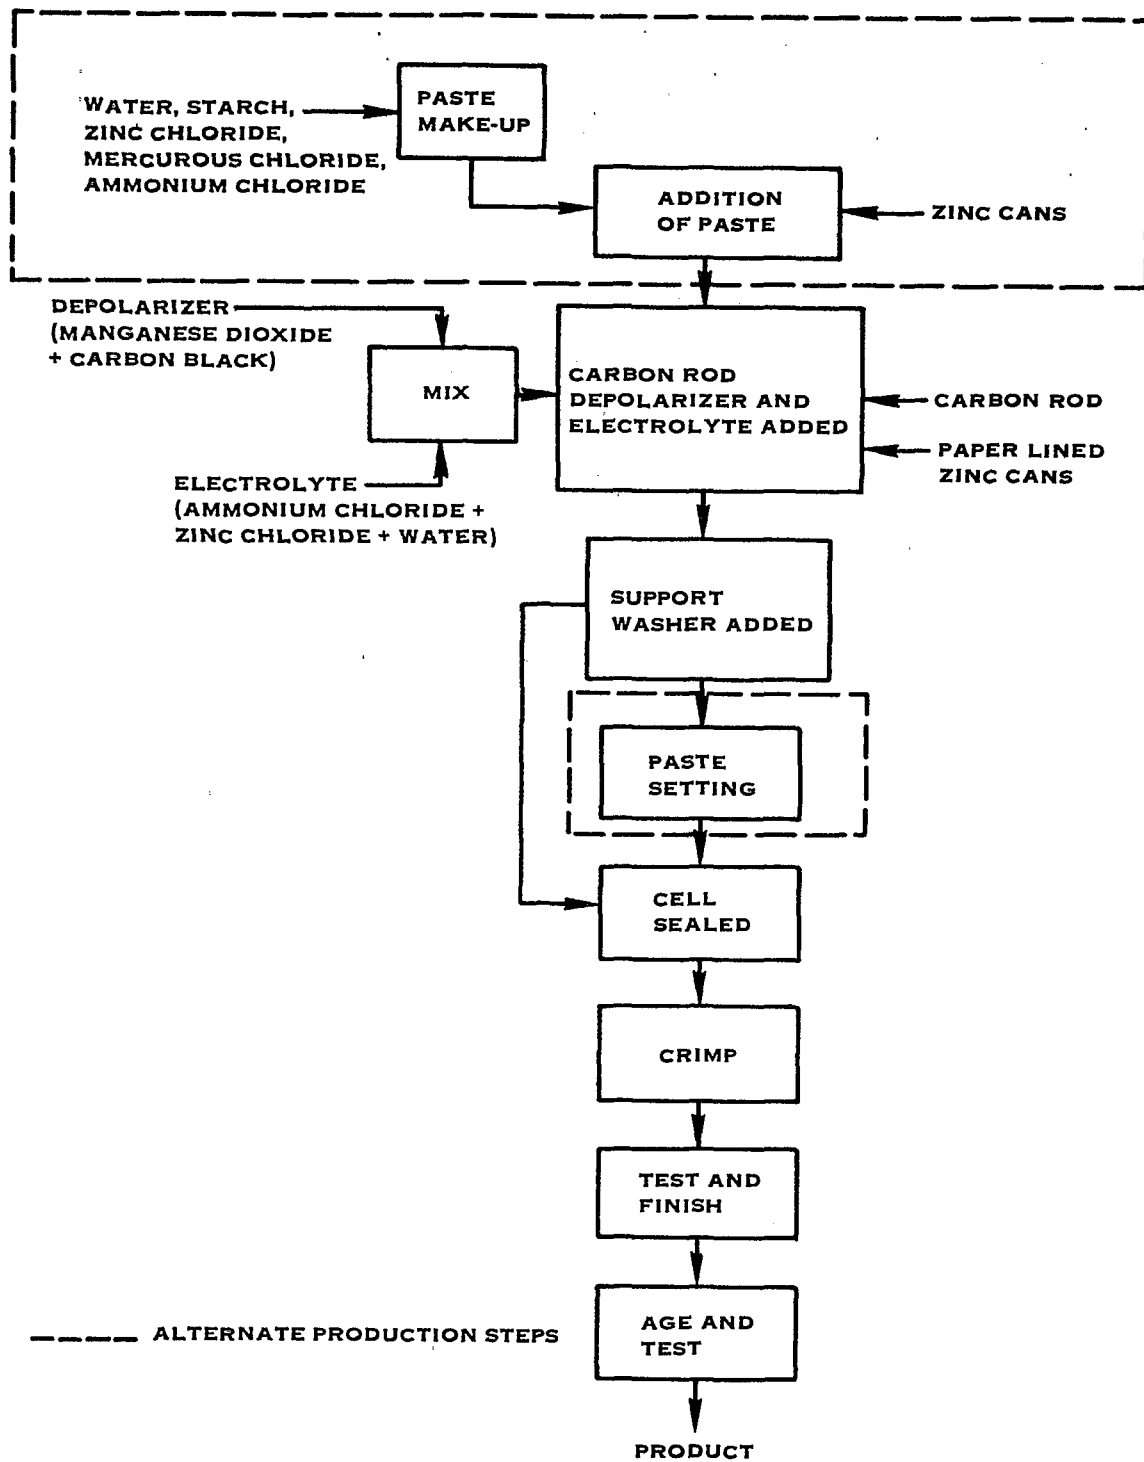 WATER, STARCH,
ZINC CHLORIDE,
MERCUROUS CHLORIDE,
AMMONIUM CHLORIDE
PASTE
MAKE-UP
ADDITION
OF PASTE
ZINC CANS
DEPOLARIZER
(MANGANESE DIOXIDE
+ CARBON BLACK)
MIX
ELECTROLYTE
(AMMONIUM CHLORIDE +
ZINC CHLORIDE + WATER)
CARBON ROD
DEPOLARIZER AND
ELECTROLYTE ADDED
CARBON ROD
PAPER LINED
ZINC CANS
SUPPORT
WASHER ADDED
PASTE
SETTING
CELL
SEALED
CRIMP
TEST AND
FINISH
AGE AND
TEST
ALTERNATE PRODUCTION STEPS
PRODUCT